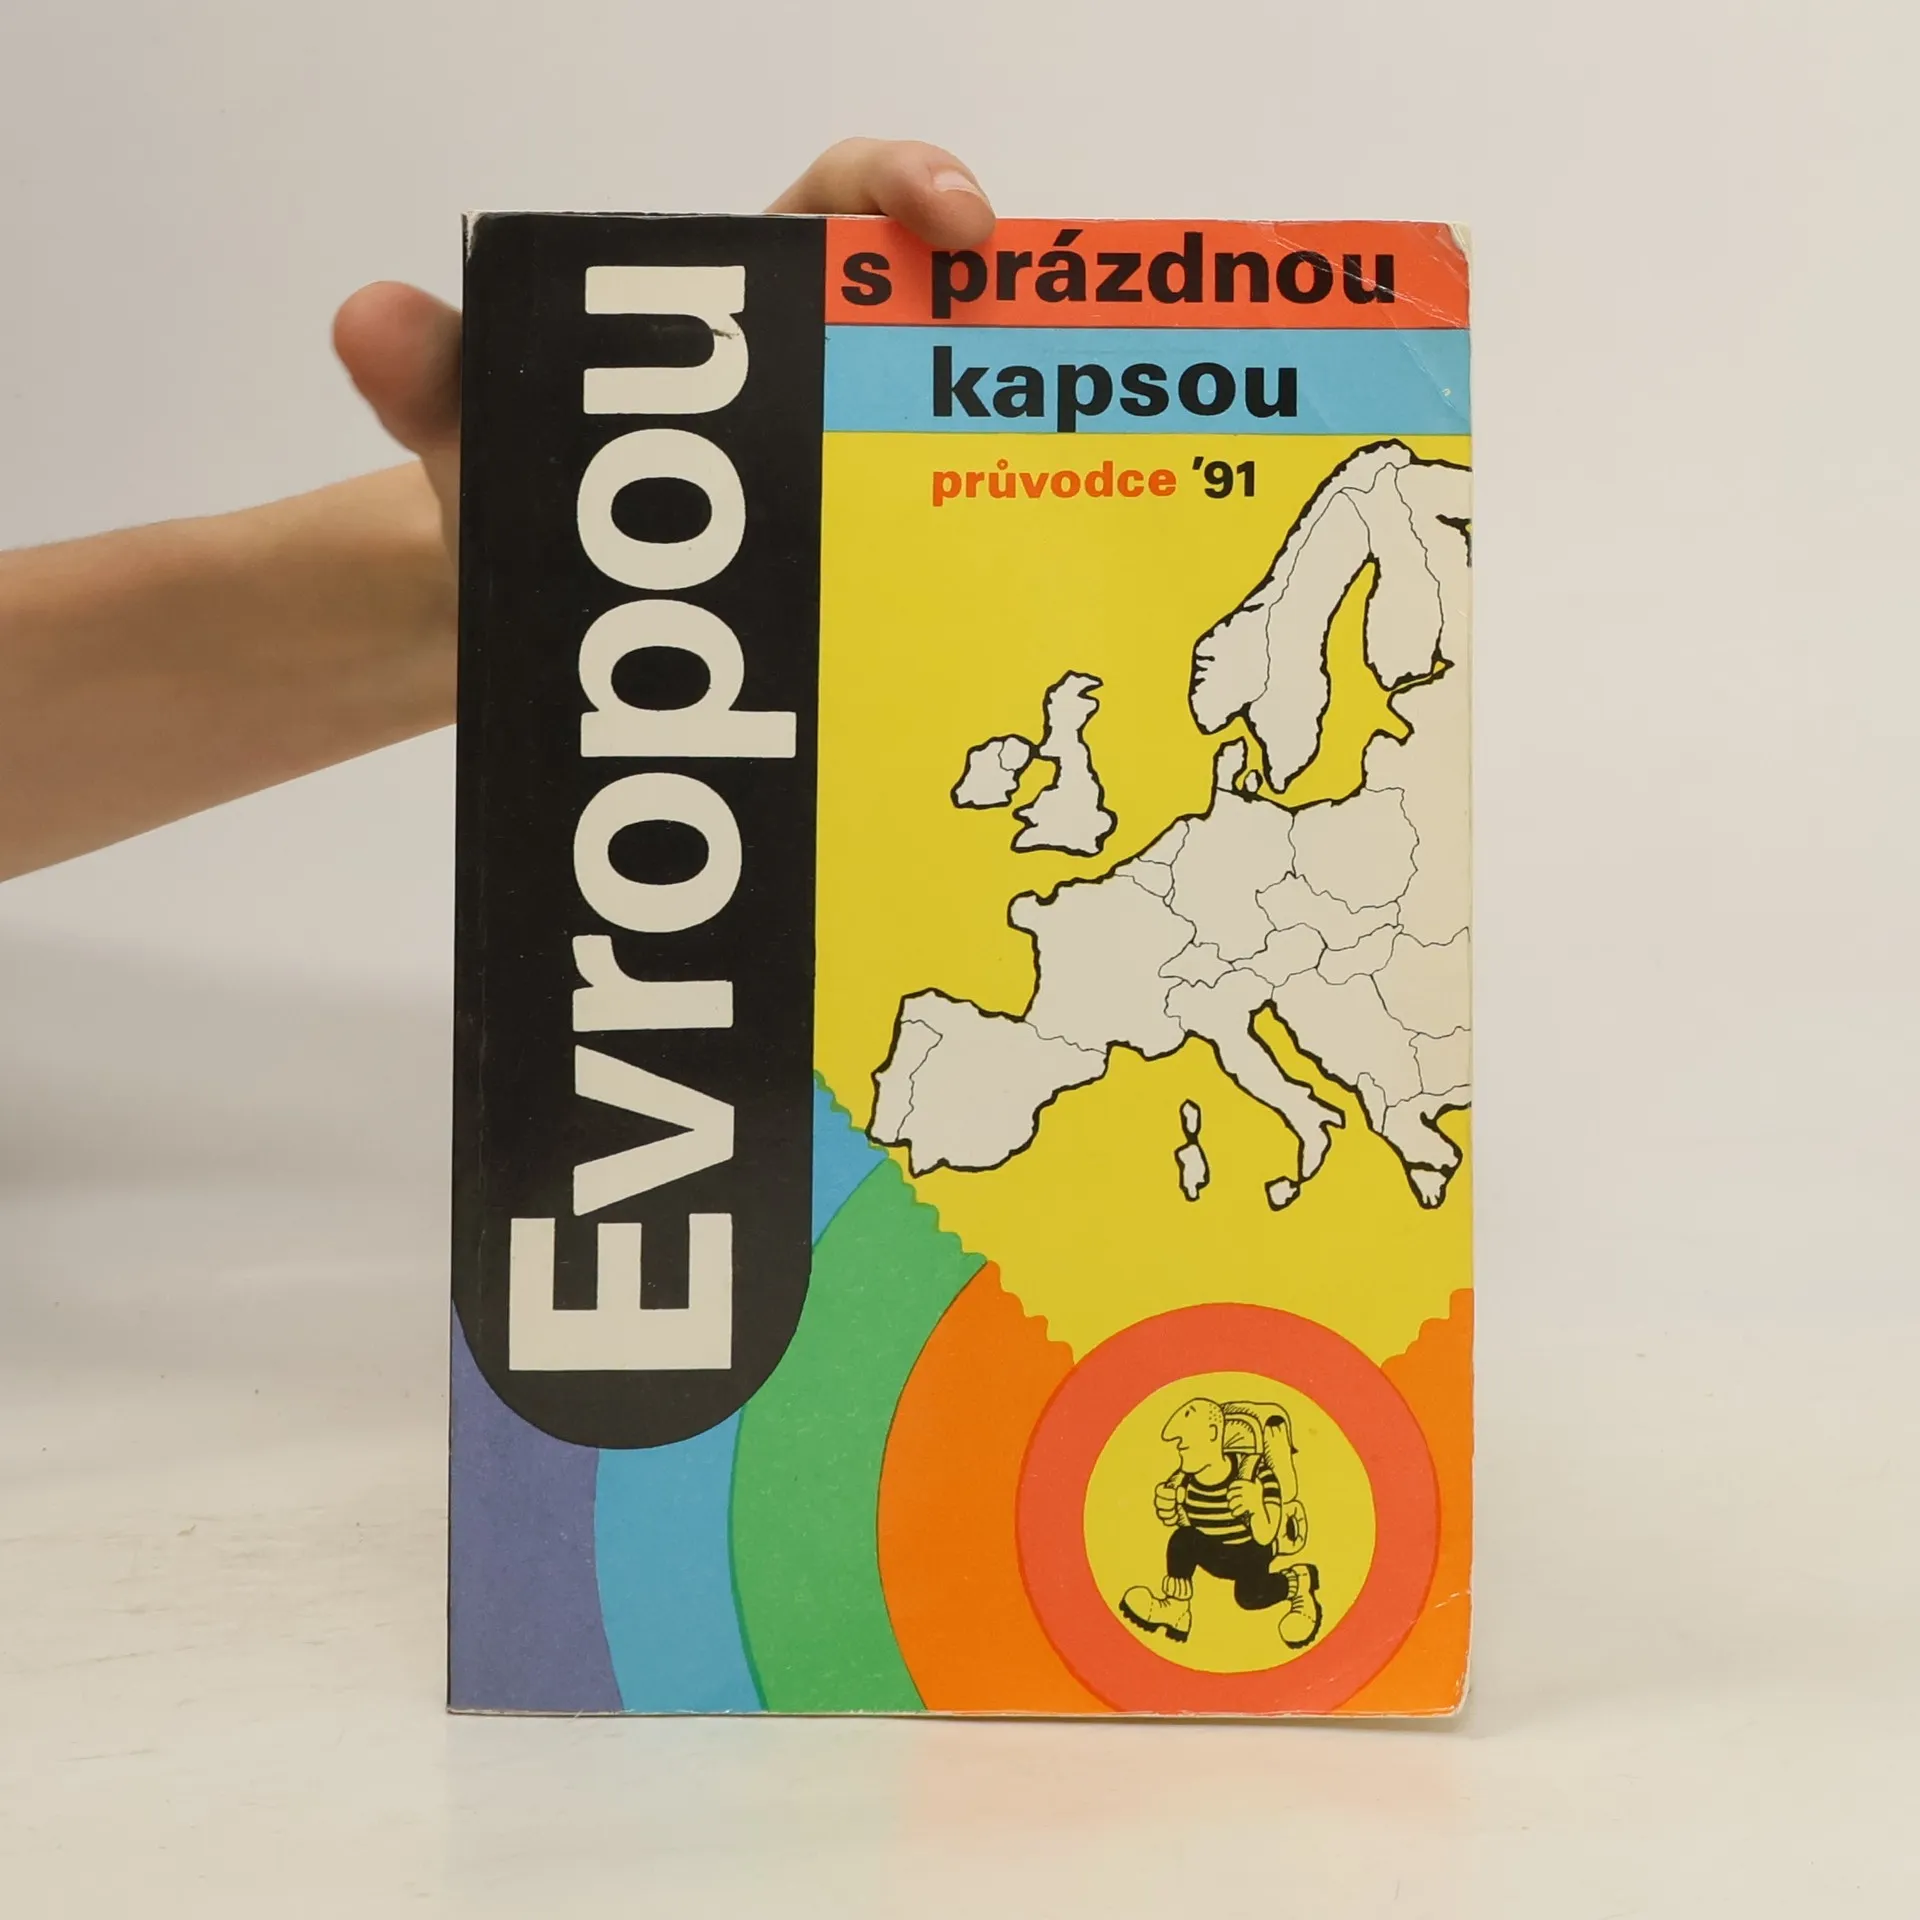 Evropou
s prázdnou
kapsou
průvodce '91